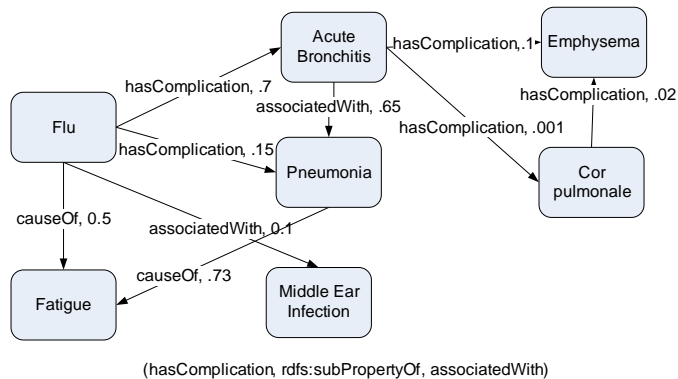 Acute
Bronchitis
hasComplication,.1
Emphysema
hasComplication, .7
hasComplication, .02
associatedWith, .65
Flu
hasComplication, .001
hasComplication, .15
Pneumonia
Cor
pulmonale
causeOf, 0.5
associatedWith, 0.1
causeOf, .73
Fatigue
Middle Ear
Infection
(hasComplication, rdfs:subPropertyOf, associatedWith)